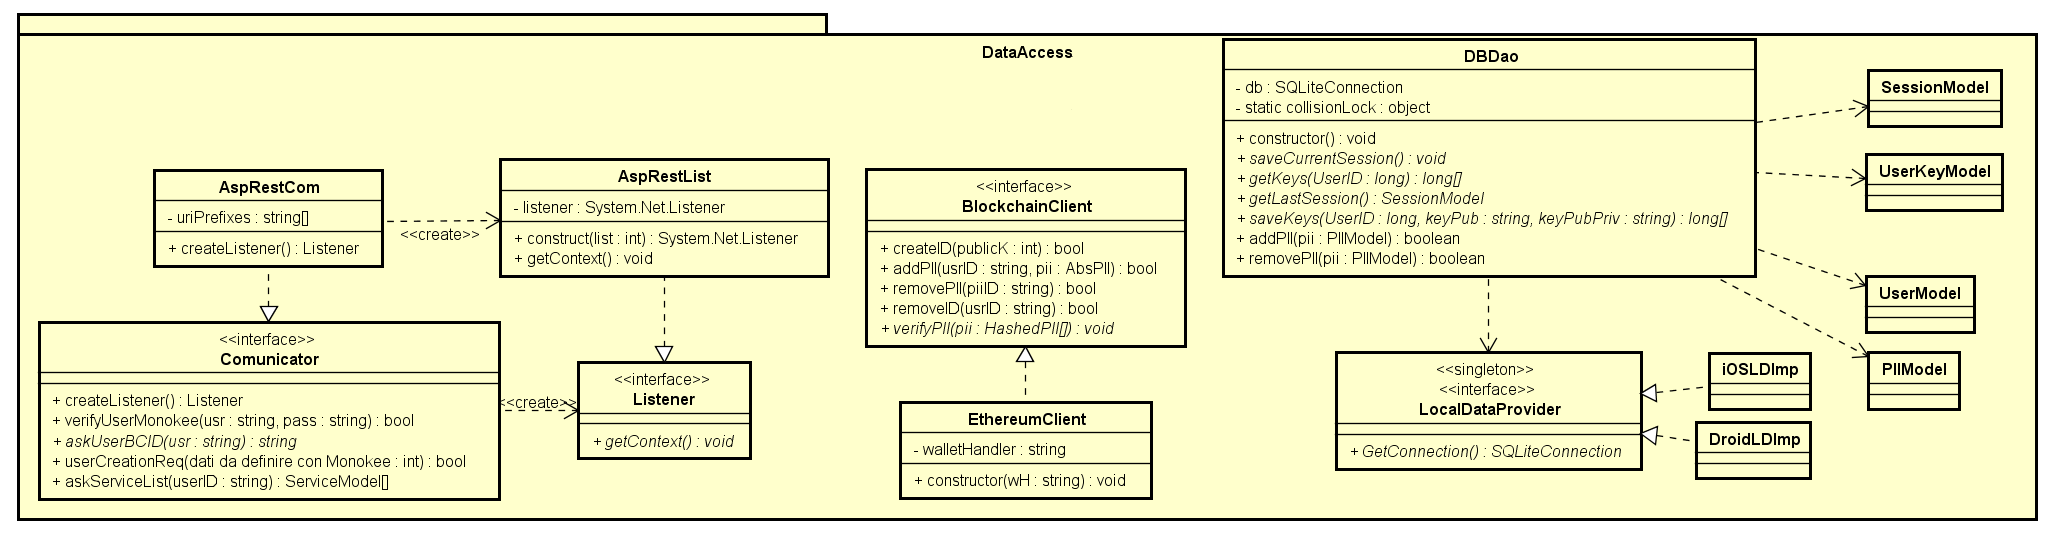 DataAccess
AspRestCom
- uriPrefixes : string[]
+ createListener() : Listener
<<create>>
AspRestList
- listener : System.Net.Listener
+ construct(list : int) : System.Net.Listener
+ getContext() : void
<<interface>>
Comunicator
+ createListener() : Listener
+ verifyUserMonokee(usr : string, pass : string) : bool
+ askUserBCID(usr : string) : string
+ userCreationReq(dati da definire con Monokee : int) : bool
+ askServiceList(userID : string) : ServiceModel[]
<<create>>
<<interface>>
Listener
+ getContext() : void
<<interface>>
BlockchainClient
+ createID(publicK : int) : bool
+ addPII(usrID : string, pii : AbsPII) : bool
+ removePII(piiID : string) : bool
+ removeID(usrID : string) : bool
+ verifyPII(pii : HashedPII[]) : void
EthereumClient
- walletHandler : string
+ constructor(wH : string) : void
DBDao
- db : SQLiteConnection
- static collisionLock : object
+ constructor() : void
+ saveCurrentSession() : void
+ getKeys(UserID : long) : long[]
+ getLastSession() : SessionModel
+ saveKeys(UserID : long, keyPub : string, keyPubPriv : string) : long[]
+ addPII(pii : PIIModel) : boolean
+ removePII(pii : PIIModel) : boolean
SessionModel
UserKeyModel
UserModel
PIIModel
<<singleton>>
<<interface>>
LocalDataProvider
+ GetConnection() : SQLiteConnection
iOSLDImp
DroidLDImp